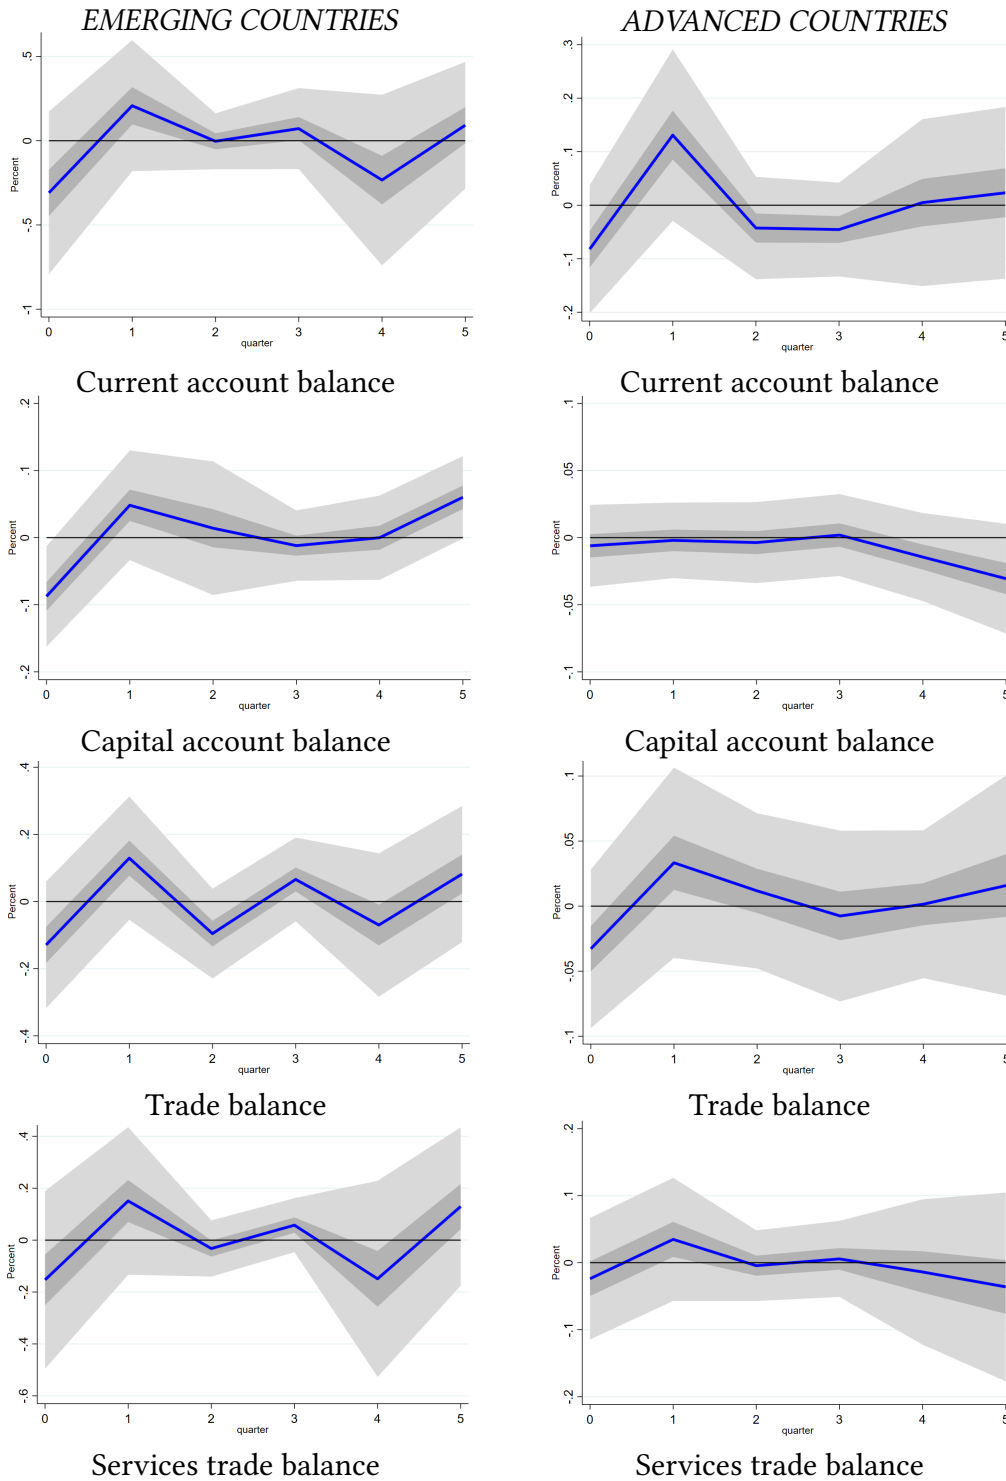 EMERGING COUNTRIES
ADVANCED COUNTRIES
.5
0
-.5
-1
Percent
0 1 2 3 4 5
quarter
.3
.2
.1
0
-.1
-.2
Percent
0 1 2 3 4 5
quarter
Current account balance
Current account balance
.2
.1
0
-.1
-.2
Percent
0 1 2 3 4 5
quarter
.1
.05
0
-.05
-.1
Percent
0 1 2 3 4 5
quarter
Capital account balance
Capital account balance
.4
.2
0
-.2
-.4
Percent
0 1 2 3 4 5
quarter
.1
.05
0
-.05
-.1
Percent
0 1 2 3 4 5
quarter
Trade balance
Trade balance
.4
.2
0
-.2
-.4
-.6
Percent
0 1 2 3 4 5
quarter
.2
.1
0
-.1
-.2
Percent
0 1 2 3 4 5
quarter
Services trade balance
Services trade balance